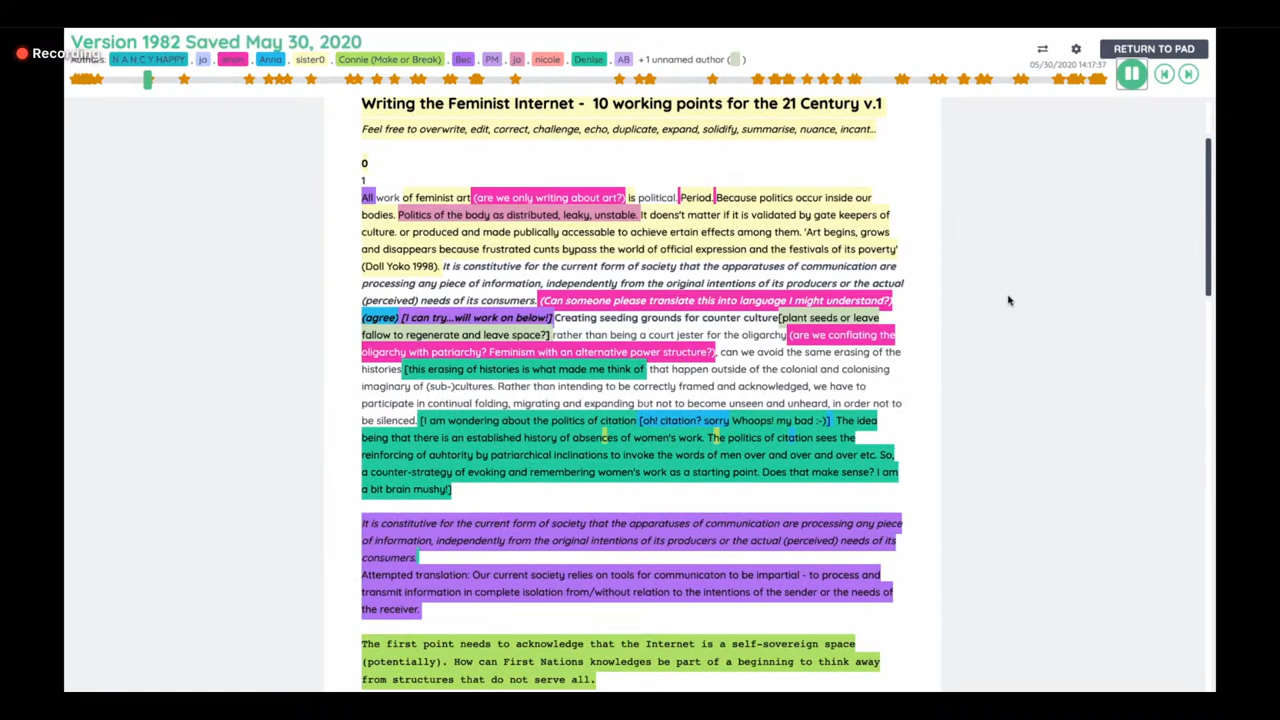 Version 1982 Saved May 30, 2020
Recording
Authors: N A N C Y H A P P Y , jo , , Anna , sister0 , Connie (Make or Break) , Bec , PM , jo , nicole , Denise , AB + 1 unnamed author ( )
RETURN TO PAD
05/30/2020 14:17:37
Writing the Feminist Internet - 10 working points for the 21 Century v.1
Feel free to overwrite, edit, correct, challenge, echo, duplicate, expand, solidify, summarise, nuance, incant...
0
1
All work of feminist art (are we only writing about art?) is political. Period. Because politics occur inside our
bodies. Politics of the body as distributed, leaky, unstable. It doens't matter if it is validated by gate keepers of
culture. or produced and made publically accessable to achieve ertain effects among them. 'Art begins, grows
and disappears because frustrated cunts bypass the world of official expression and the festivals of its poverty'
(Doll Yoko 1998). It is constitutive for the current form of society that the apparatuses of communication are
processing any piece of information, independently from the original intentions of its producers or the actual
(perceived) needs of its consumers. (Can someone please translate this into language I might understand?)
(agree) [I can try...will work on below!] Creating seeding grounds for counter culture[plant seeds or leave
fallow to regenerate and leave space?] rather than being a court jester for the oligarchy (are we conflating the
oligarchy with patriarchy? Feminism with an alternative power structure?), can we avoid the same erasing of the
histories [this erasing of histories is what made me think of that happen outside of the colonial and colonising
imaginary of (sub-)cultures. Rather than intending to be correctly framed and acknowledged, we have to
participate in continual folding, migrating and expanding but not to become unseen and unheard, in order not to
be silenced. [I am wondering about the politics of citation [oh! citation? sorry Whoops! my bad :-)] The idea
being that there is an established history of absences of women's work. The politics of citation sees the
reinforcing of auhtority by patriarchical inclinations to invoke the words of men over and over and over etc. So,
a counter-strategy of evoking and remembering women's work as a starting point. Does that make sense? I am
a bit brain mushy!]
It is constitutive for the current form of society that the apparatuses of communication are processing any piece
of information, independently from the original intentions of its producers or the actual (perceived) needs of its
consumers.
Attempted translation: Our current society relies on tools for communicaton to be impartial - to process and
transmit information in complete isolation from/without relation to the intentions of the sender or the needs of
the receiver.
The first point needs to acknowledge that the Internet is a self-sovereign space
(potentially). How can First Nations knowledges be part of a beginning to think away
from structures that do not serve all.